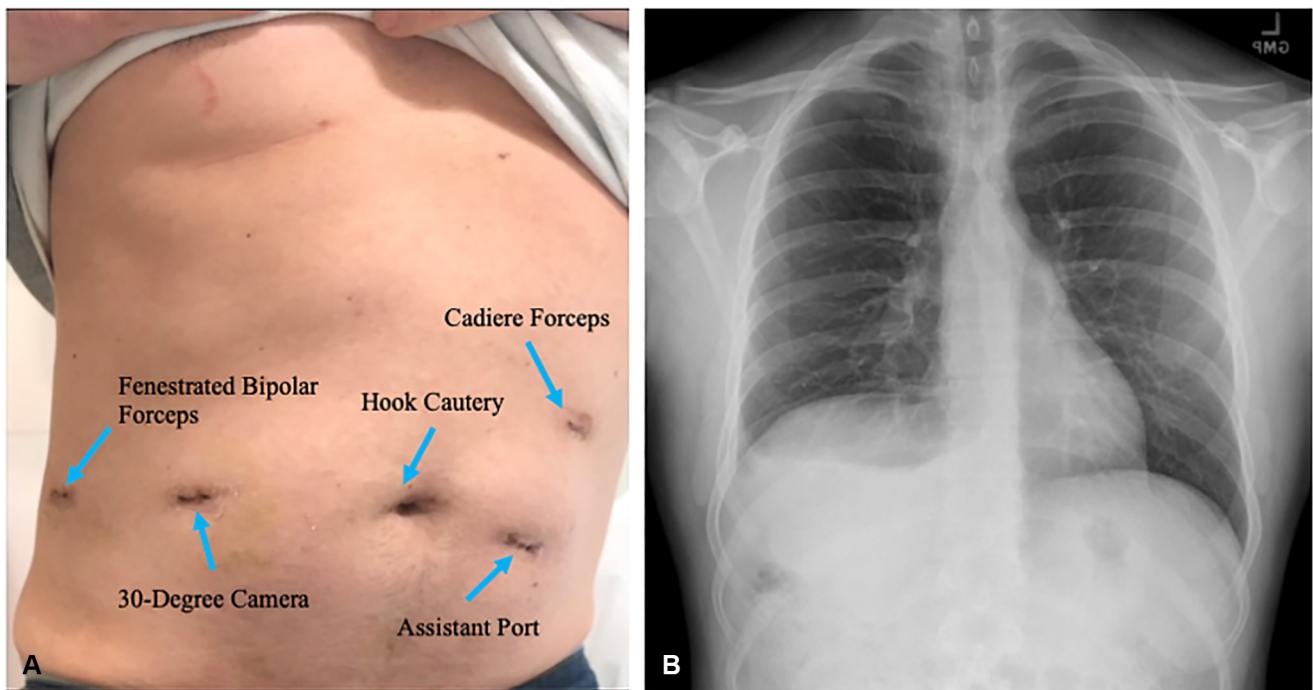 Cadiere Forceps
Fenestrated Bipolar
Forceps
Hook Cautery
30-Degree Camera
Assistant Port
A
L
GMP
B